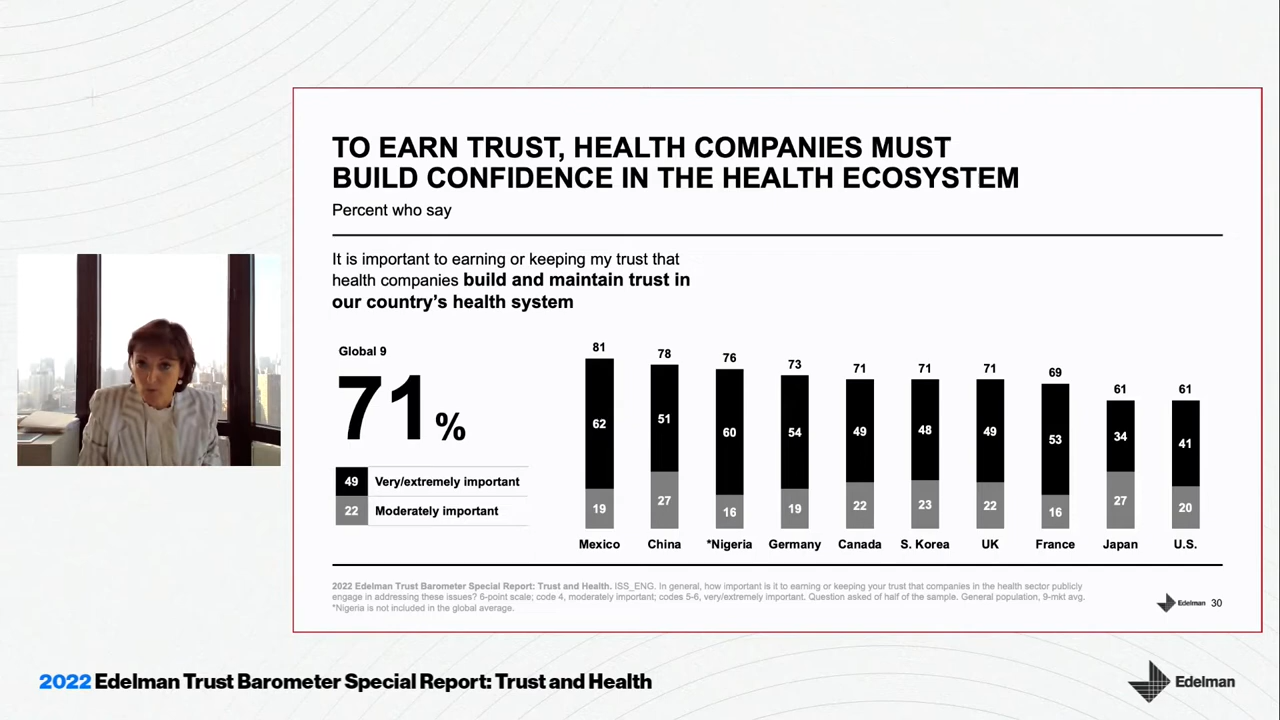 TO EARN TRUST, HEALTH COMPANIES MUST
BUILD CONFIDENCE IN THE HEALTH ECOSYSTEM
Percent who say
It is important to earning or keeping my trust that
health companies build and maintain trust in
our country's health system
Global 9
71%
49 Very/extremely important
22 Moderately important
81 78 76 73 71 71 71 69 61 61
62 51 60 54 49 48 49 53 34 41
19 27 16 19 22 23 22 16 27 20
Mexico China *Nigeria Germany Canada S. Korea UK France Japan U.S.
2022 Edelman Trust Barometer Special Report: Trust and Health. ISS_ENG. In general, how important is it to earning or keeping your trust that companies in the health sector publicly
engage in addressing these issues? 6-point scale; code 4, moderately important; codes 5-6, very/extremely important. Question asked of half of the sample. General population, 9-mkt avg.
*Nigeria is not included in the global average.
Edelman 30
2022 Edelman Trust Barometer Special Report: Trust and Health
Edelman